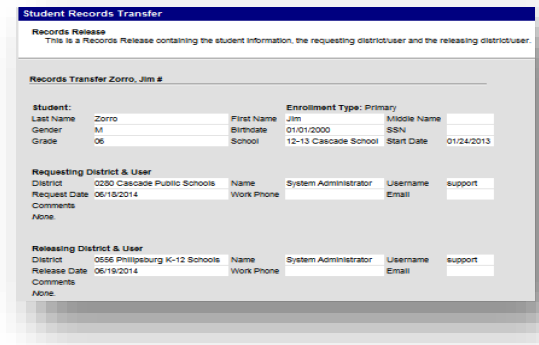 Student Records Transfer
Records Release
This is a Records Release containing the student information, the requesting district/user and the releasing district/user.
Records Transfer Zorro, Jim #
Student: Enrollment Type: Primary
Last Name Zorro First Name Jim Middle Name
Gender M Birthdate 01/01/2000 SSN
Grade 06 School 12-13 Cascade School Start Date 01/24/2013
Requesting District & User
District 0280 Cascade Public Schools Name System Administrator Username support
Request Date 06/18/2014 Work Phone Email
Comments
None.
Releasing District & User
District 0556 Philipsburg K-12 Schools Name System Administrator Username support
Release Date 06/19/2014 Work Phone Email
Comments
None.